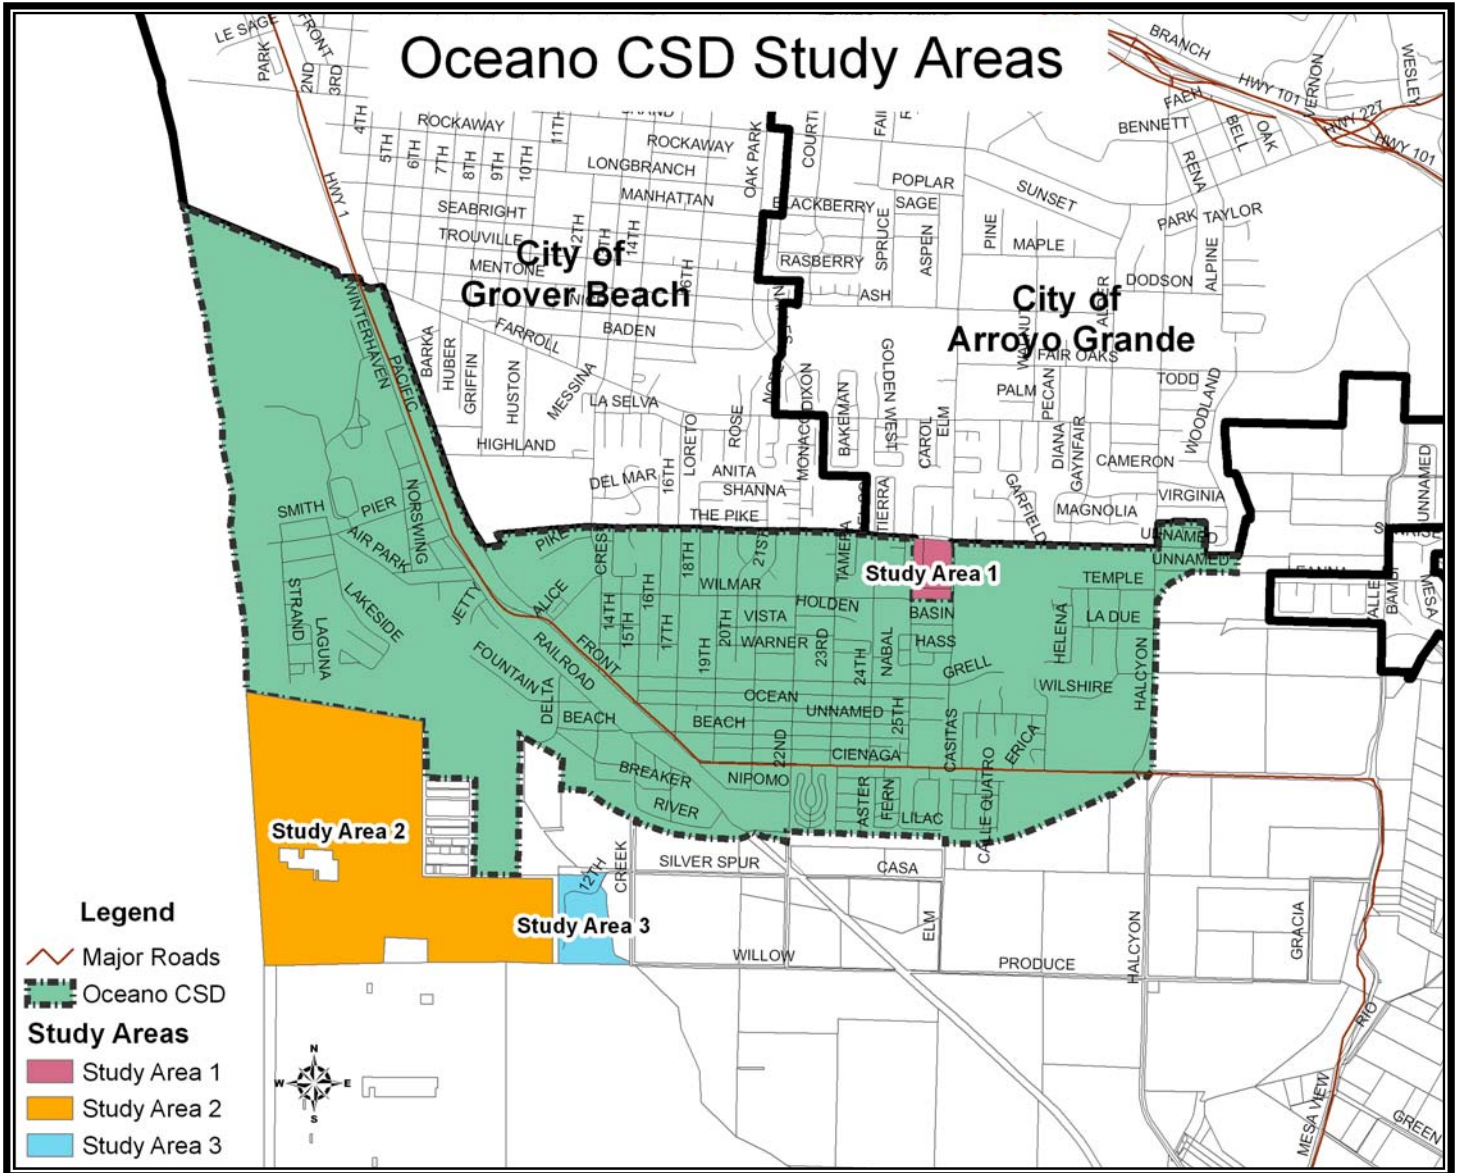 Oceano CSD Study Areas
LE SAGE
PARK
FRONT
2ND
3RD
BRANCH
HWY 101
VERNON
WESLEY
HWY 227
HWY 101
FAEH
BENNETT
BELL
OAK
RENA
4TH
5TH
6TH
7TH
8TH
9TH
10TH
11TH
ROCKAWAY
ROCKAWAY
LONGBRANCH
MANHATTAN
OAK PARK
HWY 1
SEABRIGHT
TROUVILLE
MENTONE
12TH
14TH
16TH
City of
Grover Beach
BLACKBERRY
RASBERRY
SPRUCE
POPLAR
SAGE
ASPEN
ASH
PINE
SUNSET
MAPLE
PARK
TAYLOR
ALPINE
DODSON
ALDER
WALNUT
City of
Arroyo Grande
FAIR OAKS
PALM
PECAN
TODD
WOODLAND
WINTERHAVEN
PACIFIC
FARROLL
BADEN
BARKA
HUBER
GRIFFIN
HUSTON
MESSINA
LA SELVA
HIGHLAND
DEL MAR
16TH
LORETO
ROSE
ANITA
SHANNA
THE PIKE
MONACO
DIXON
BAKEMAN
GOLDEN WEST
CAROL
ELM
TIERRA
DIANA
GAYNFAIR
CAMERON
GARFIELD
MAGNOLIA
VIRGINIA
UNNAMED
UNNAMED
UNNAMED
SMITH
PIER
NORSWING
AIR PARK
STRAND
LAGUNA
LAKESIDE
JETTY
PIKE
CREST
ALICE
14TH
15TH
16TH
17TH
18TH
19TH
20TH
21ST
WILMAR
VISTA
WARNER
HOLDEN
23RD
24TH
TAMERA
NABAL
Study Area 1
BASIN
HASS
GRELL
TEMPLE
LA DUE
HELENA
WILSHIRE
HALCYON
BAMBI
MESA
FOUNTAIN
RAILROAD
FRONT
DELTA
BEACH
OCEAN
BEACH
UNNAMED
25TH
22ND
CIENAGA
CASITAS
ERICA
BREAKER
RIVER
NIPOMO
ASTER
FERN
LILAC
CALLE QUATRO
Study Area 2
Study Area 3
12TH
CREEK
SILVER SPUR
CASA
ELM
WILLOW
PRODUCE
HALCYON
GRACIA
RIO
MESA VIEW
GREEN
Legend
Major Roads
Oceano CSD
Study Areas
Study Area 1
Study Area 2
Study Area 3
N
W
E
S